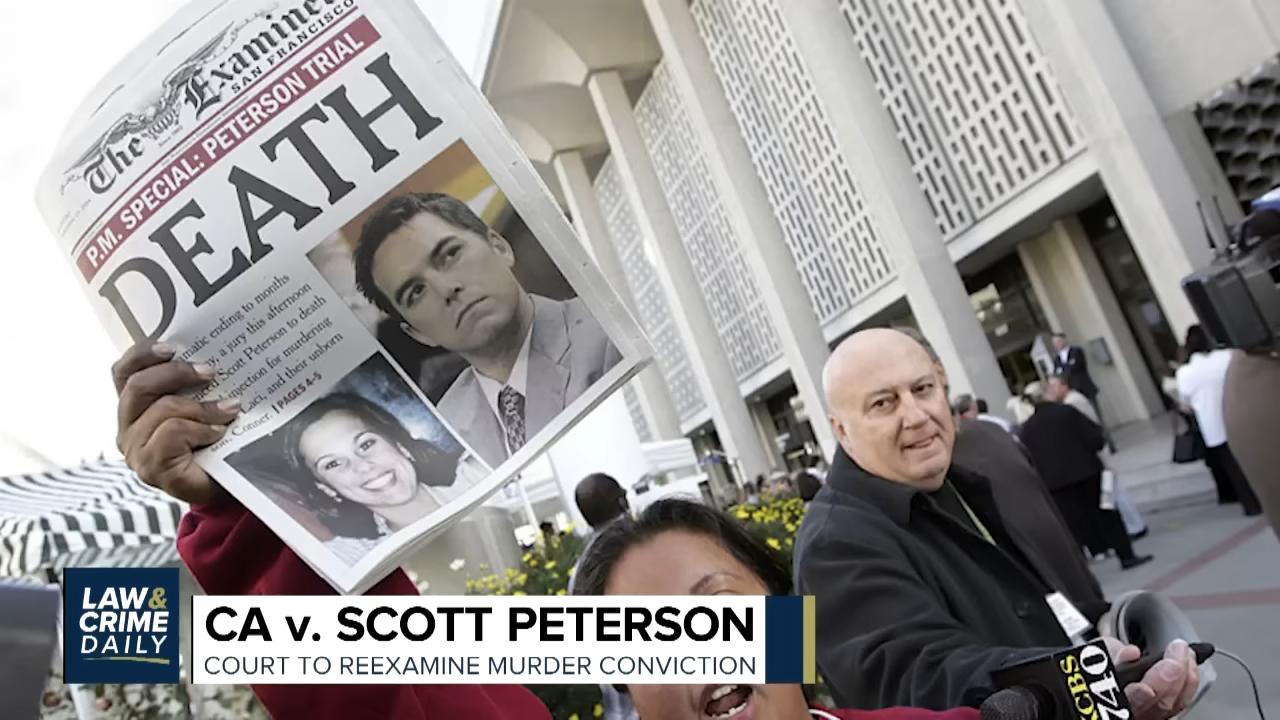 The Examiner
SAN FRANCISCO
P.M. SPECIAL: PETERSON TRIAL
DEATH
matic ending to months
a jury this afternoon
Scott Peterson to death
injection for murdering
Laci, and their unborn
son, Conner. | PAGES 4-5
LAW&
CRIME
DAILY
CA v. SCOTT PETERSON
COURT TO REEXAMINE MURDER CONVICTION
KCBS
740